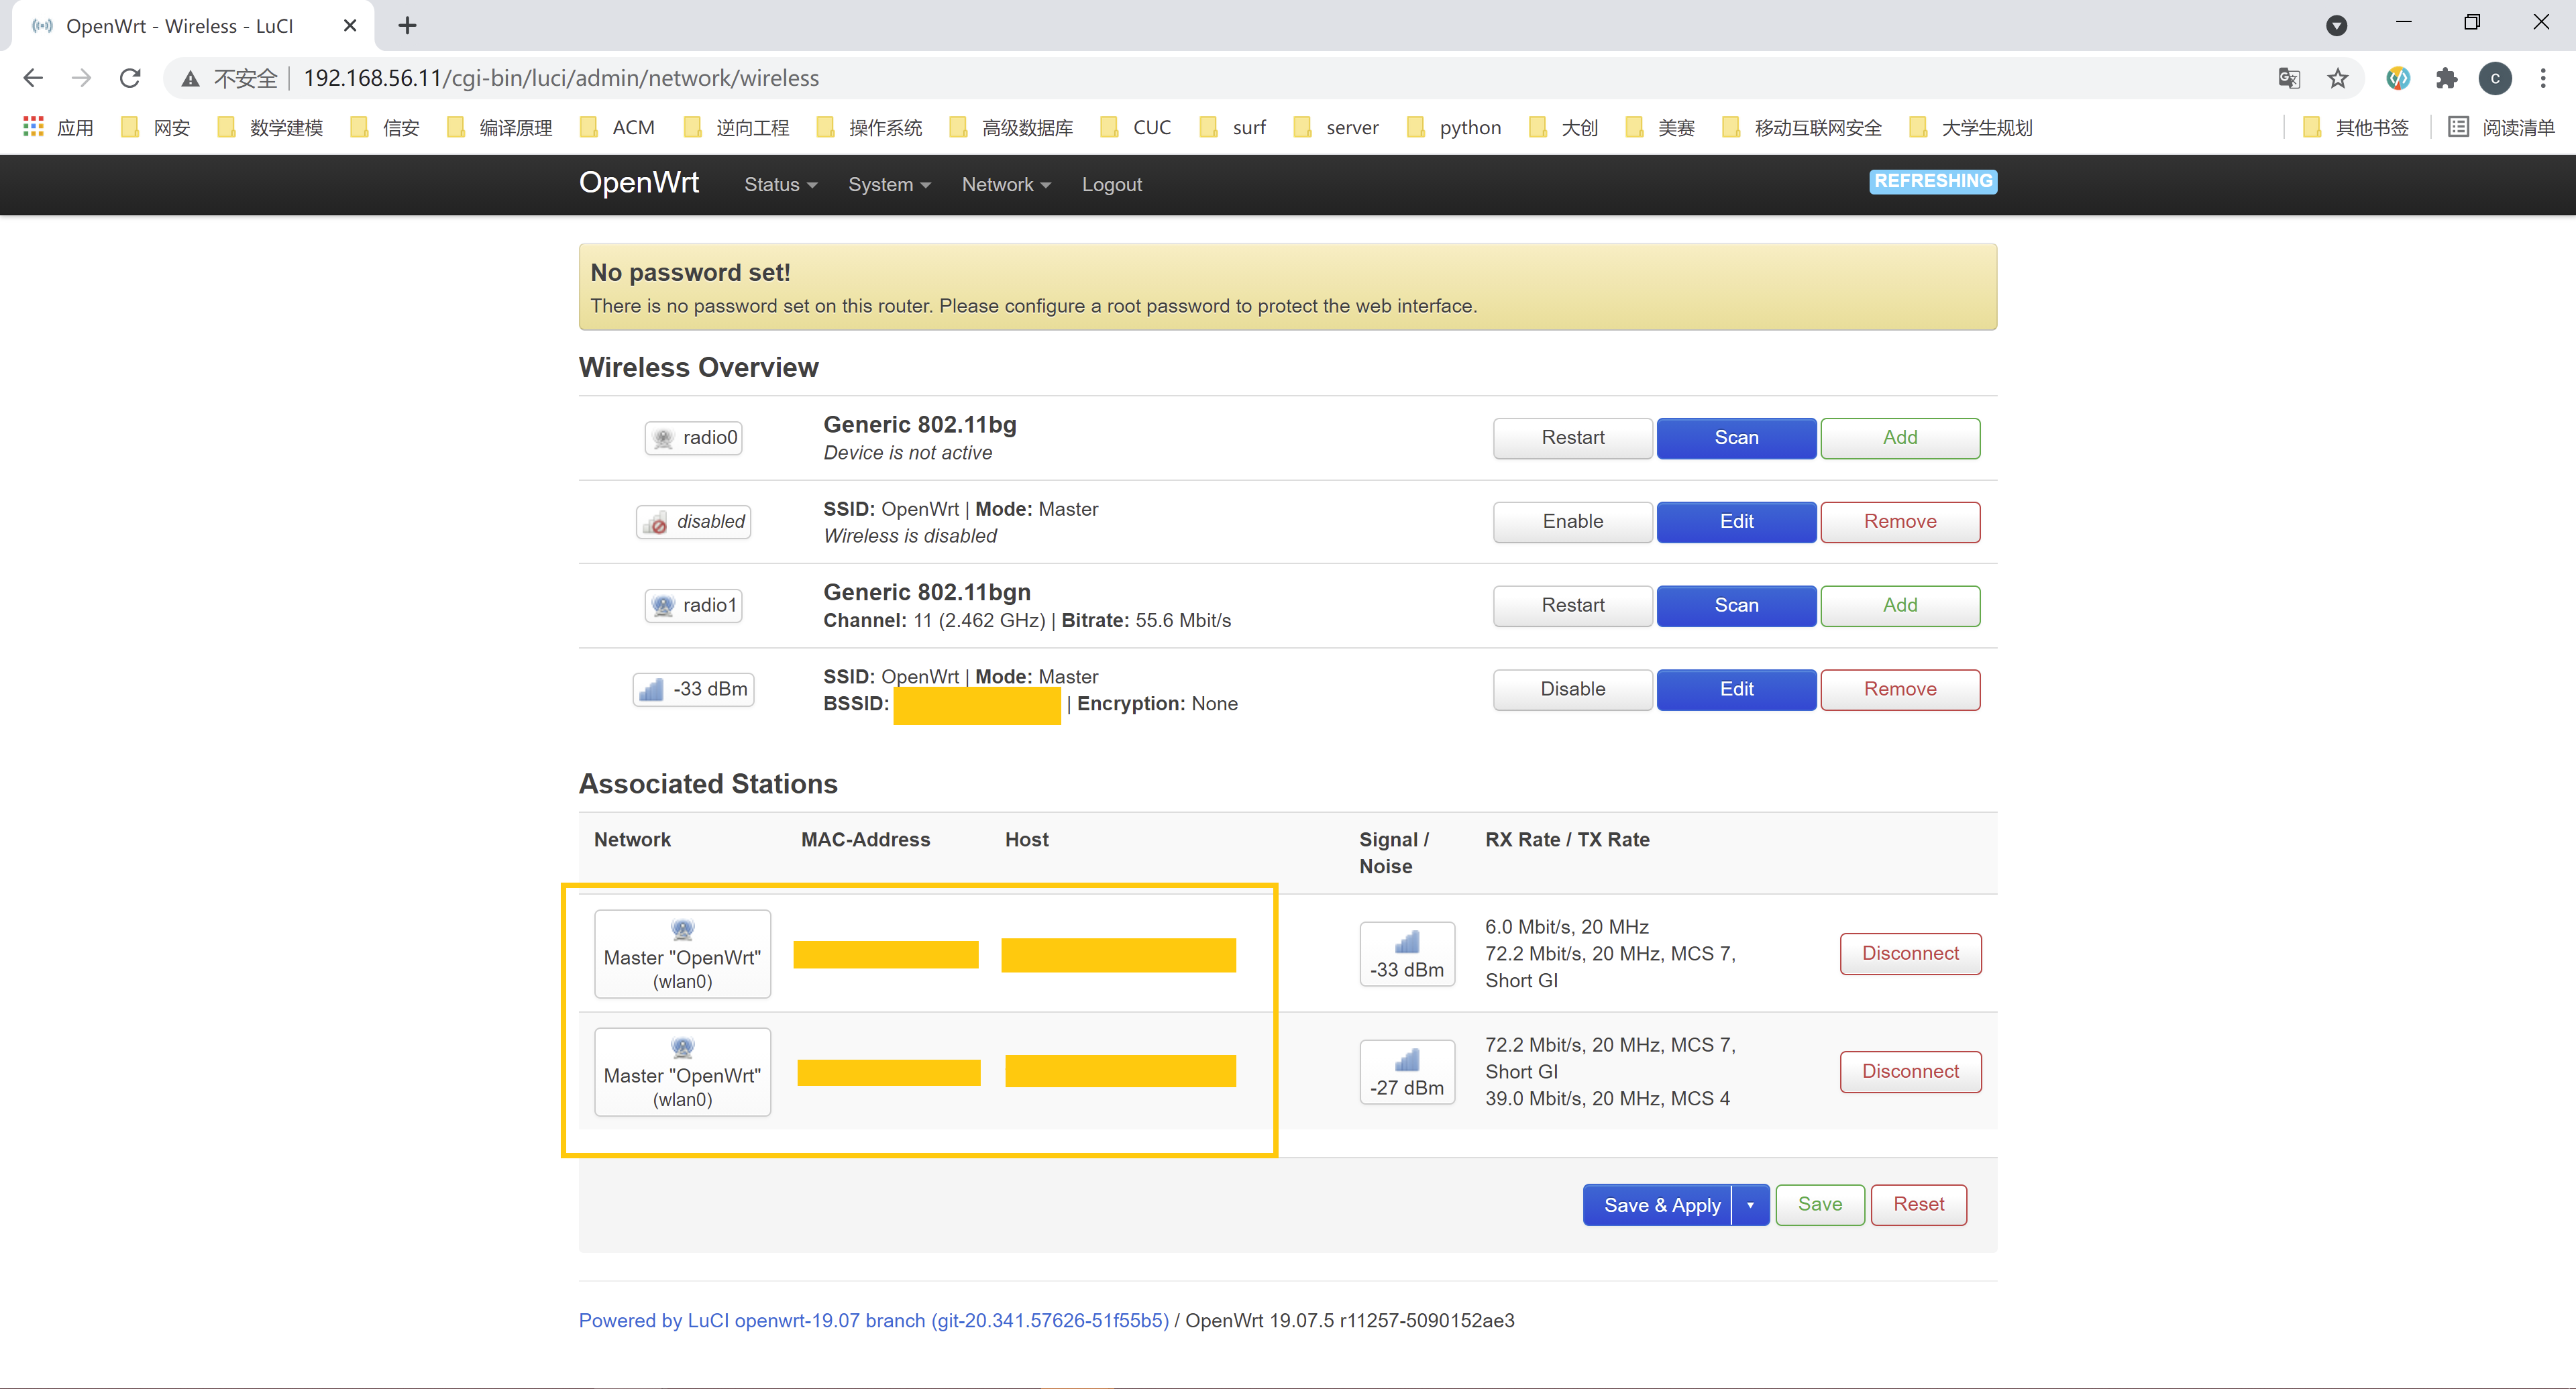 OpenWrt - Wireless - LuCI
不安全 | 192.168.56.11/cgi-bin/luci/admin/network/wireless
c
应用 网安 数学建模 信安 编译原理 ACM 逆向工程 操作系统 高级数据库 CUC surf server python 大创 美赛 移动互联网安全 大学生规划 其他书签 阅读清单
OpenWrt Status System Network Logout REFRESHING
No password set!
There is no password set on this router. Please configure a root password to protect the web interface.
Wireless Overview
radio0 Generic 802.11bg Restart Scan Add
Device is not active
disabled SSID: OpenWrt | Mode: Master Enable Edit Remove
Wireless is disabled
radio1 Generic 802.11bgn Restart Scan Add
Channel: 11 (2.462 GHz) | Bitrate: 55.6 Mbit/s
-33 dBm SSID: OpenWrt | Mode: Master Disable Edit Remove
BSSID: | Encryption: None
Associated Stations
Network MAC-Address Host Signal / Noise RX Rate / TX Rate
Master "OpenWrt" (wlan0) -33 dBm 6.0 Mbit/s, 20 MHz
72.2 Mbit/s, 20 MHz, MCS 7, Short GI Disconnect
Master "OpenWrt" (wlan0) -27 dBm 72.2 Mbit/s, 20 MHz, MCS 7, Short GI
39.0 Mbit/s, 20 MHz, MCS 4 Disconnect
Save & Apply Save Reset
Powered by LuCI openwrt-19.07 branch (git-20.341.57626-51f55b5) / OpenWrt 19.07.5 r11257-5090152ae3